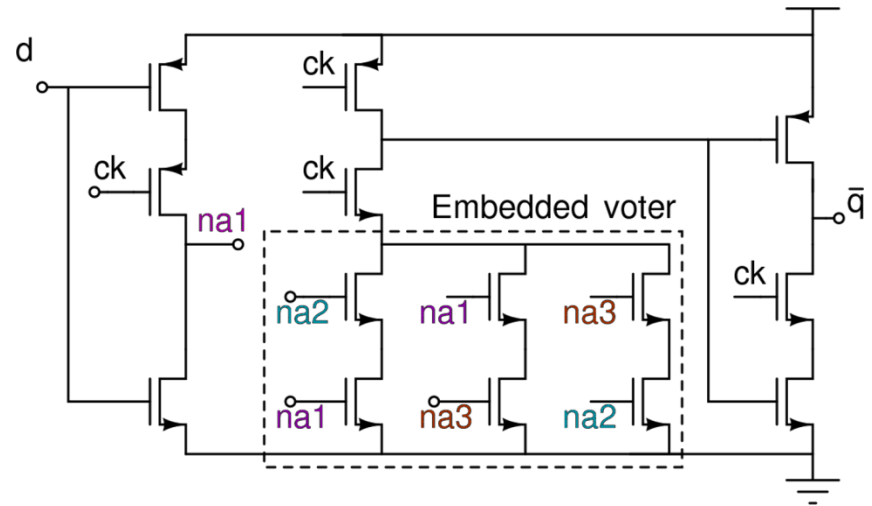 d
ck
ck
ck
na1
Embedded voter
q̄
ck
na2
na1
na3
na1
na3
na2